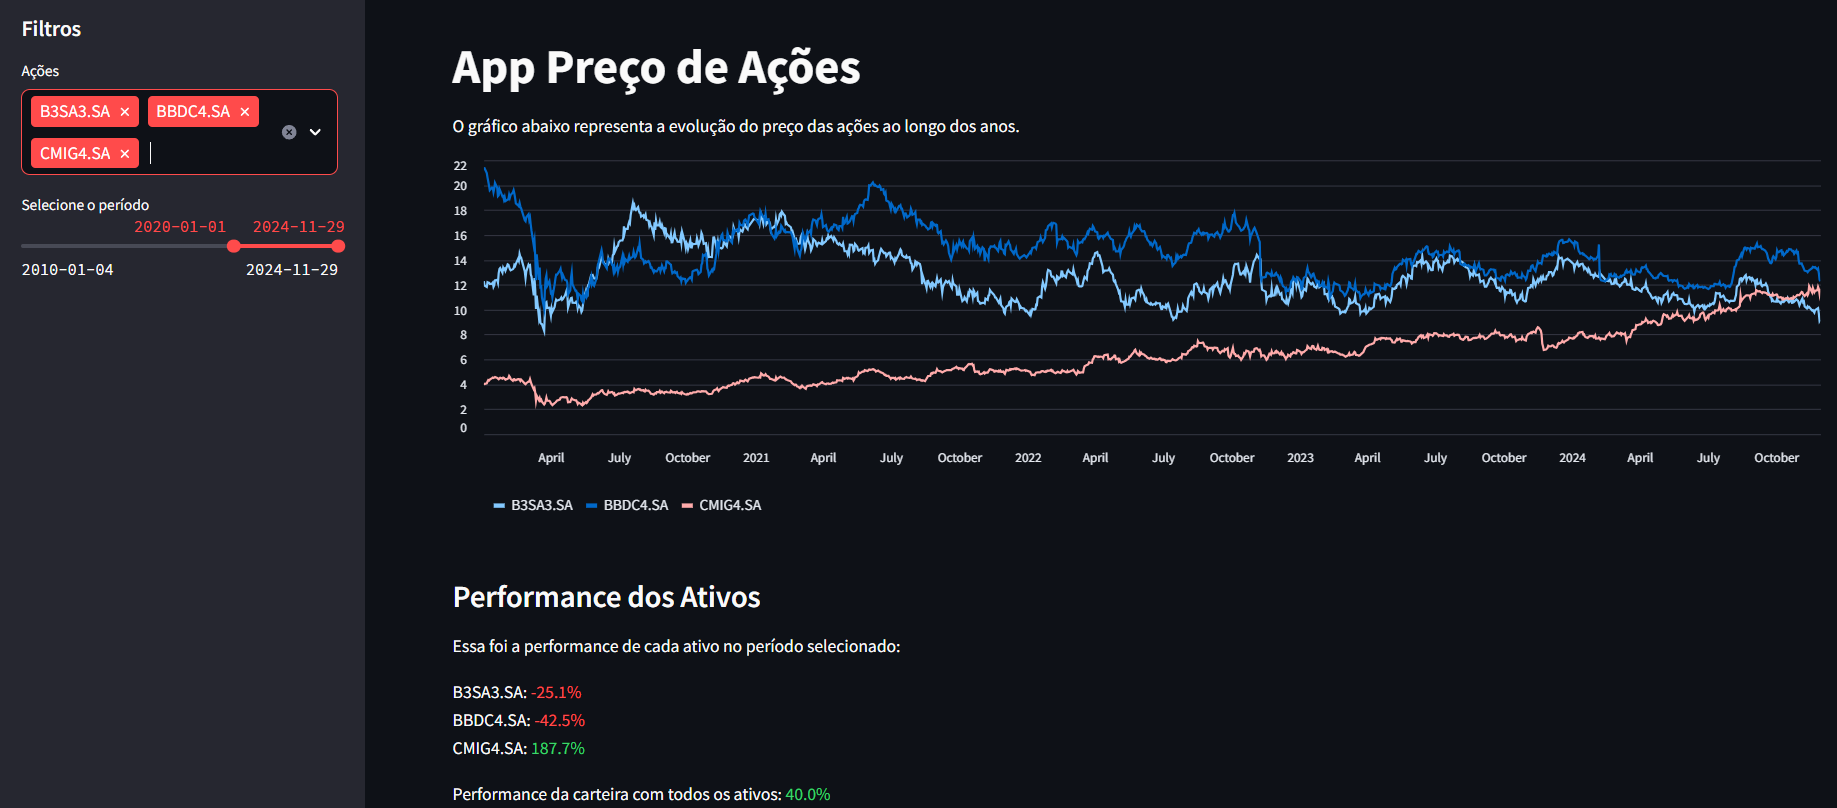 Filtros
Ações
B3SA3.SA × BBDC4.SA ×
CMIG4.SA ×
Selecione o período
2020-01-01 2024-11-29
2010-01-04 2024-11-29
App Preço de Ações
O gráfico abaixo representa a evolução do preço das ações ao longo dos anos.
22
20
18
16
14
12
10
8
6
4
2
0
April July October 2021 April July October 2022 April July October 2023 April July October 2024 April July October
B3SA3.SA BBDC4.SA CMIG4.SA
Performance dos Ativos
Essa foi a performance de cada ativo no período selecionado:
B3SA3.SA: -25.1%
BBDC4.SA: -42.5%
CMIG4.SA: 187.7%
Performance da carteira com todos os ativos: 40.0%